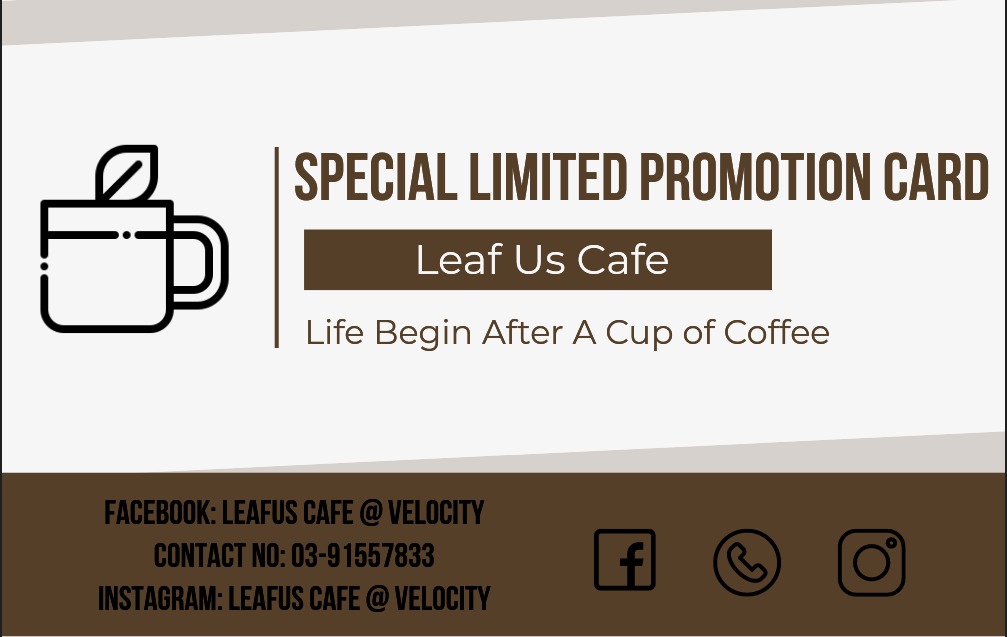 SPECIAL LIMITED PROMOTION CARD
Leaf Us Cafe
Life Begin After A Cup of Coffee
FACEBOOK: LEAFUS CAFE @ VELOCITY
CONTACT NO: 03-91557833
INSTAGRAM: LEAFUS CAFE @ VELOCITY